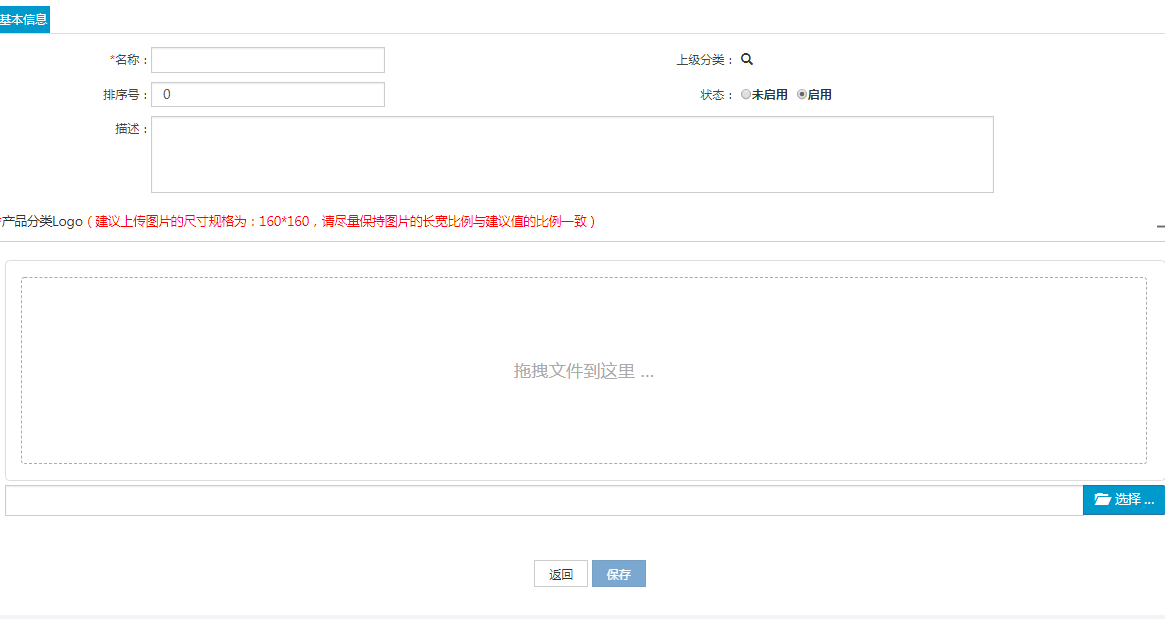 基本信息
*名称：
上级分类：
排序号： 0
状态： 未启用 启用
描述：
*产品分类Logo（建议上传图片的尺寸规格为：160*160，请尽量保持图片的长宽比例与建议值的比例一致）
拖拽文件到这里 ...
选择 ...
返回 保存